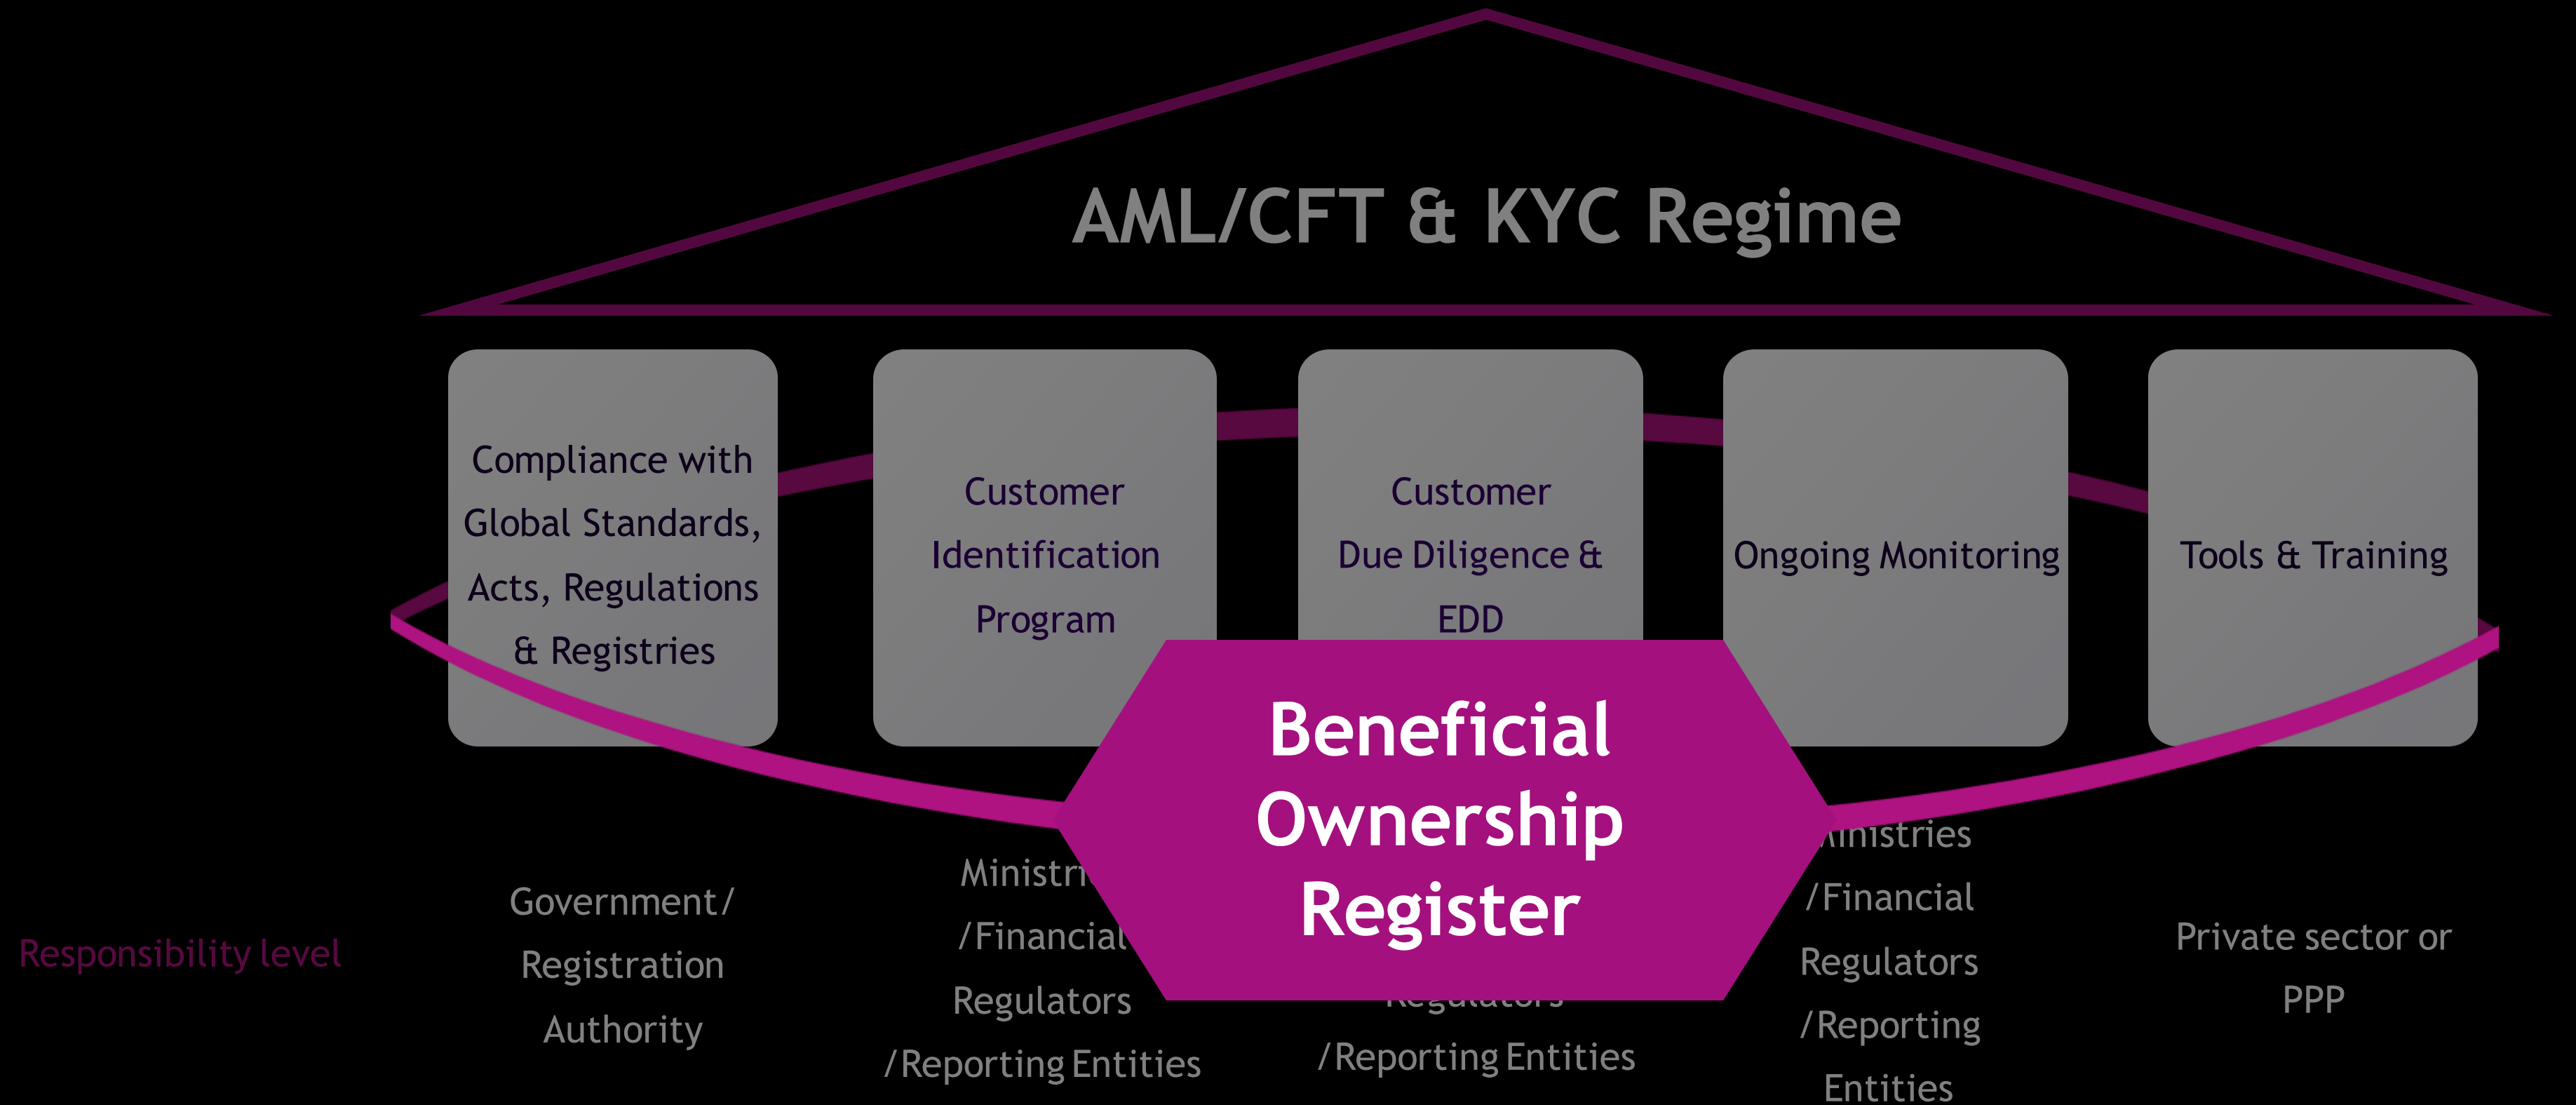 AML/CFT & KYC Regime
Compliance with
Global Standards,
Acts, Regulations
& Registries
Customer
Identification
Program
Customer
Due Diligence &
EDD
Ongoing Monitoring
Tools & Training
Beneficial
Ownership
Register
Responsibility level
Government/
Registration
Authority
/Financial
Regulators
/Reporting Entities
Regulators
/Reporting Entities
Ministries
/Financial
Regulators
/Reporting
Entities
Private sector or
PPP